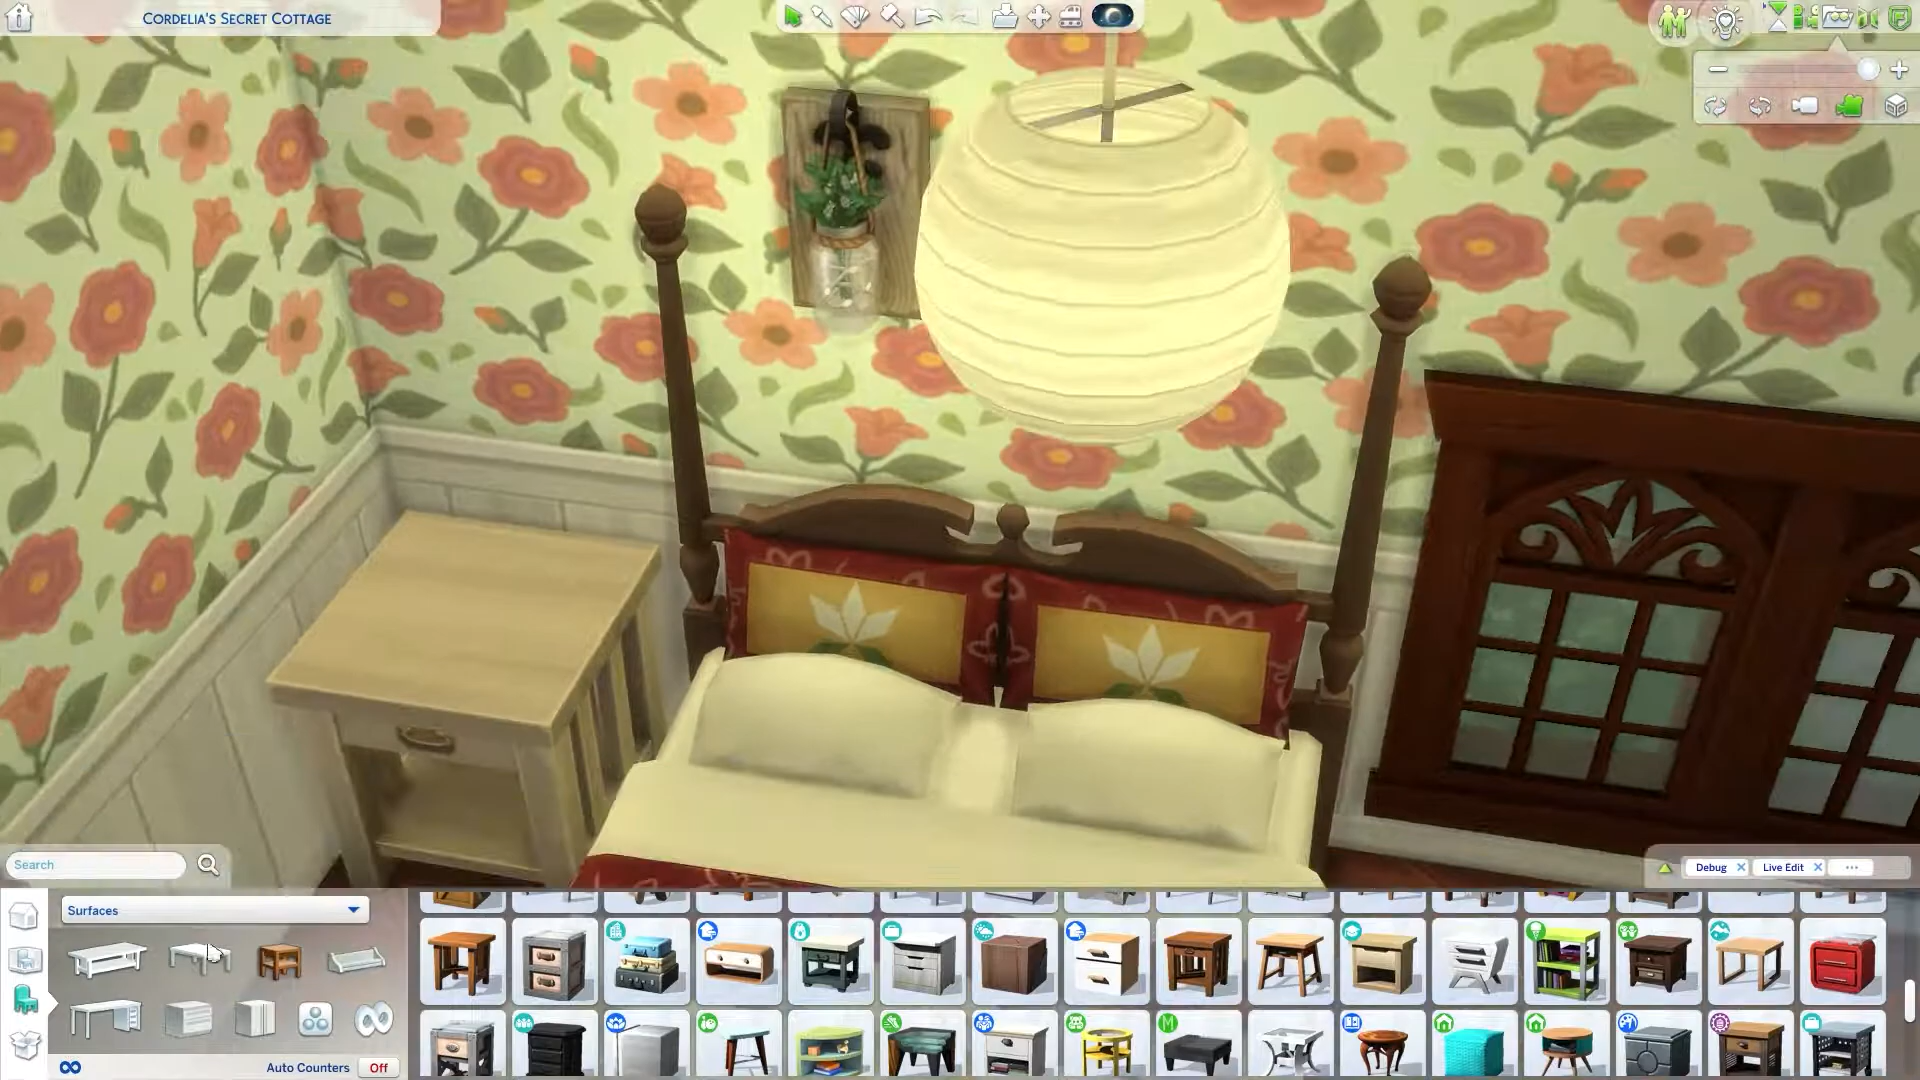 Cordelia's Secret Cottage
Search
Debug
Live Edit
Surfaces
Auto Counters
Off